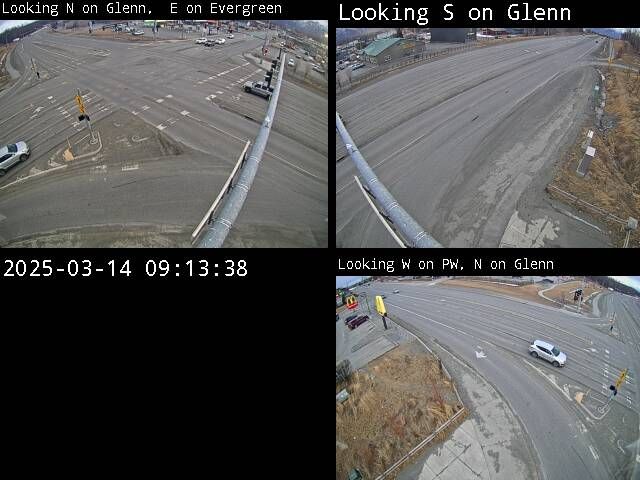 Looking N on Glenn,  E on Evergreen
Looking S on Glenn
2025-03-14 09:13:38
Looking W on PW, N on Glenn